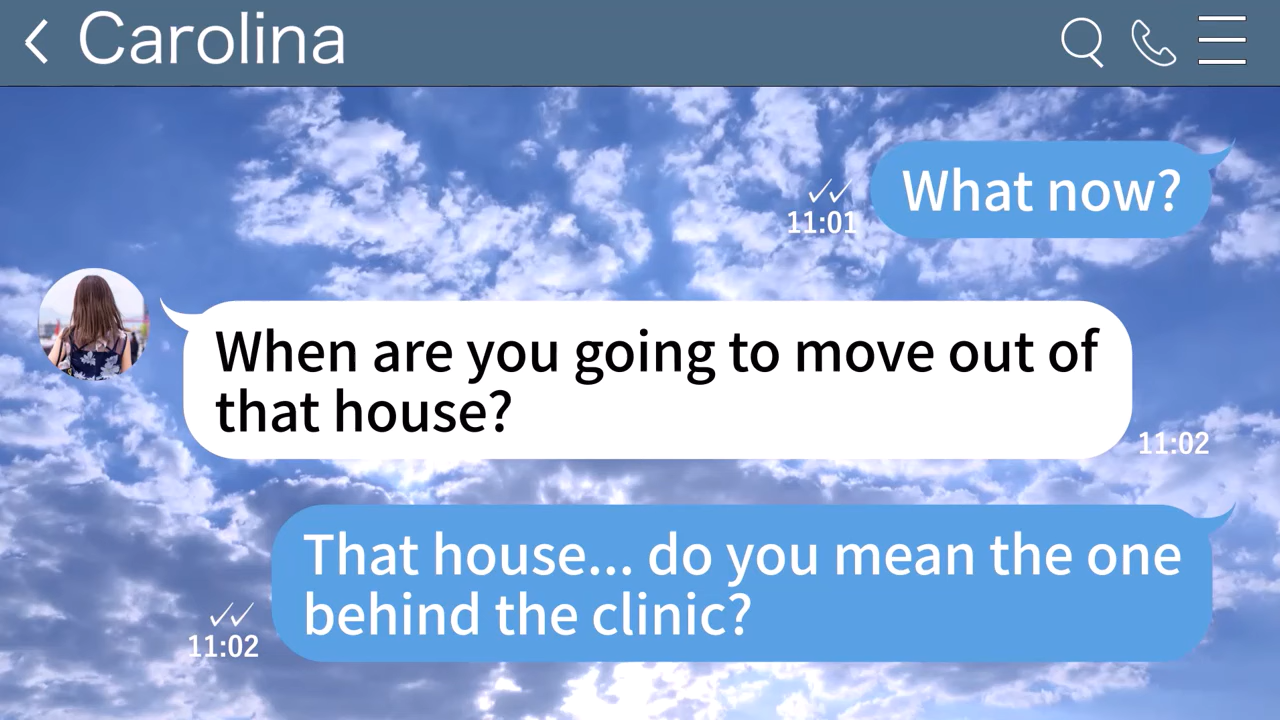 Carolina
What now?
11:01
When are you going to move out of
that house?
11:02
That house... do you mean the one
behind the clinic?
11:02